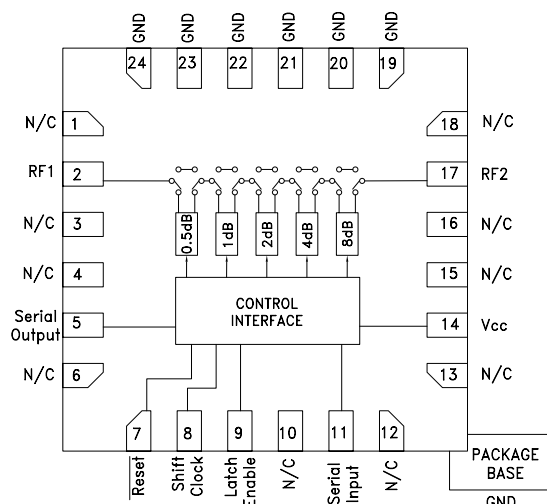 GND
GND
GND
GND
GND
GND
24
23
22
21
20
19
N/C
1
18
N/C
RF1
2
17
RF2
N/C
3
0.5dB
1dB
2dB
4dB
8dB
16
N/C
N/C
4
15
N/C
CONTROL
INTERFACE
Serial
Output
5
14
Vcc
N/C
6
13
N/C
7
8
9
10
11
12
Reset
Shift
Clock
Latch
Enable
N/C
Serial
Input
N/C
PACKAGE
BASE
GND